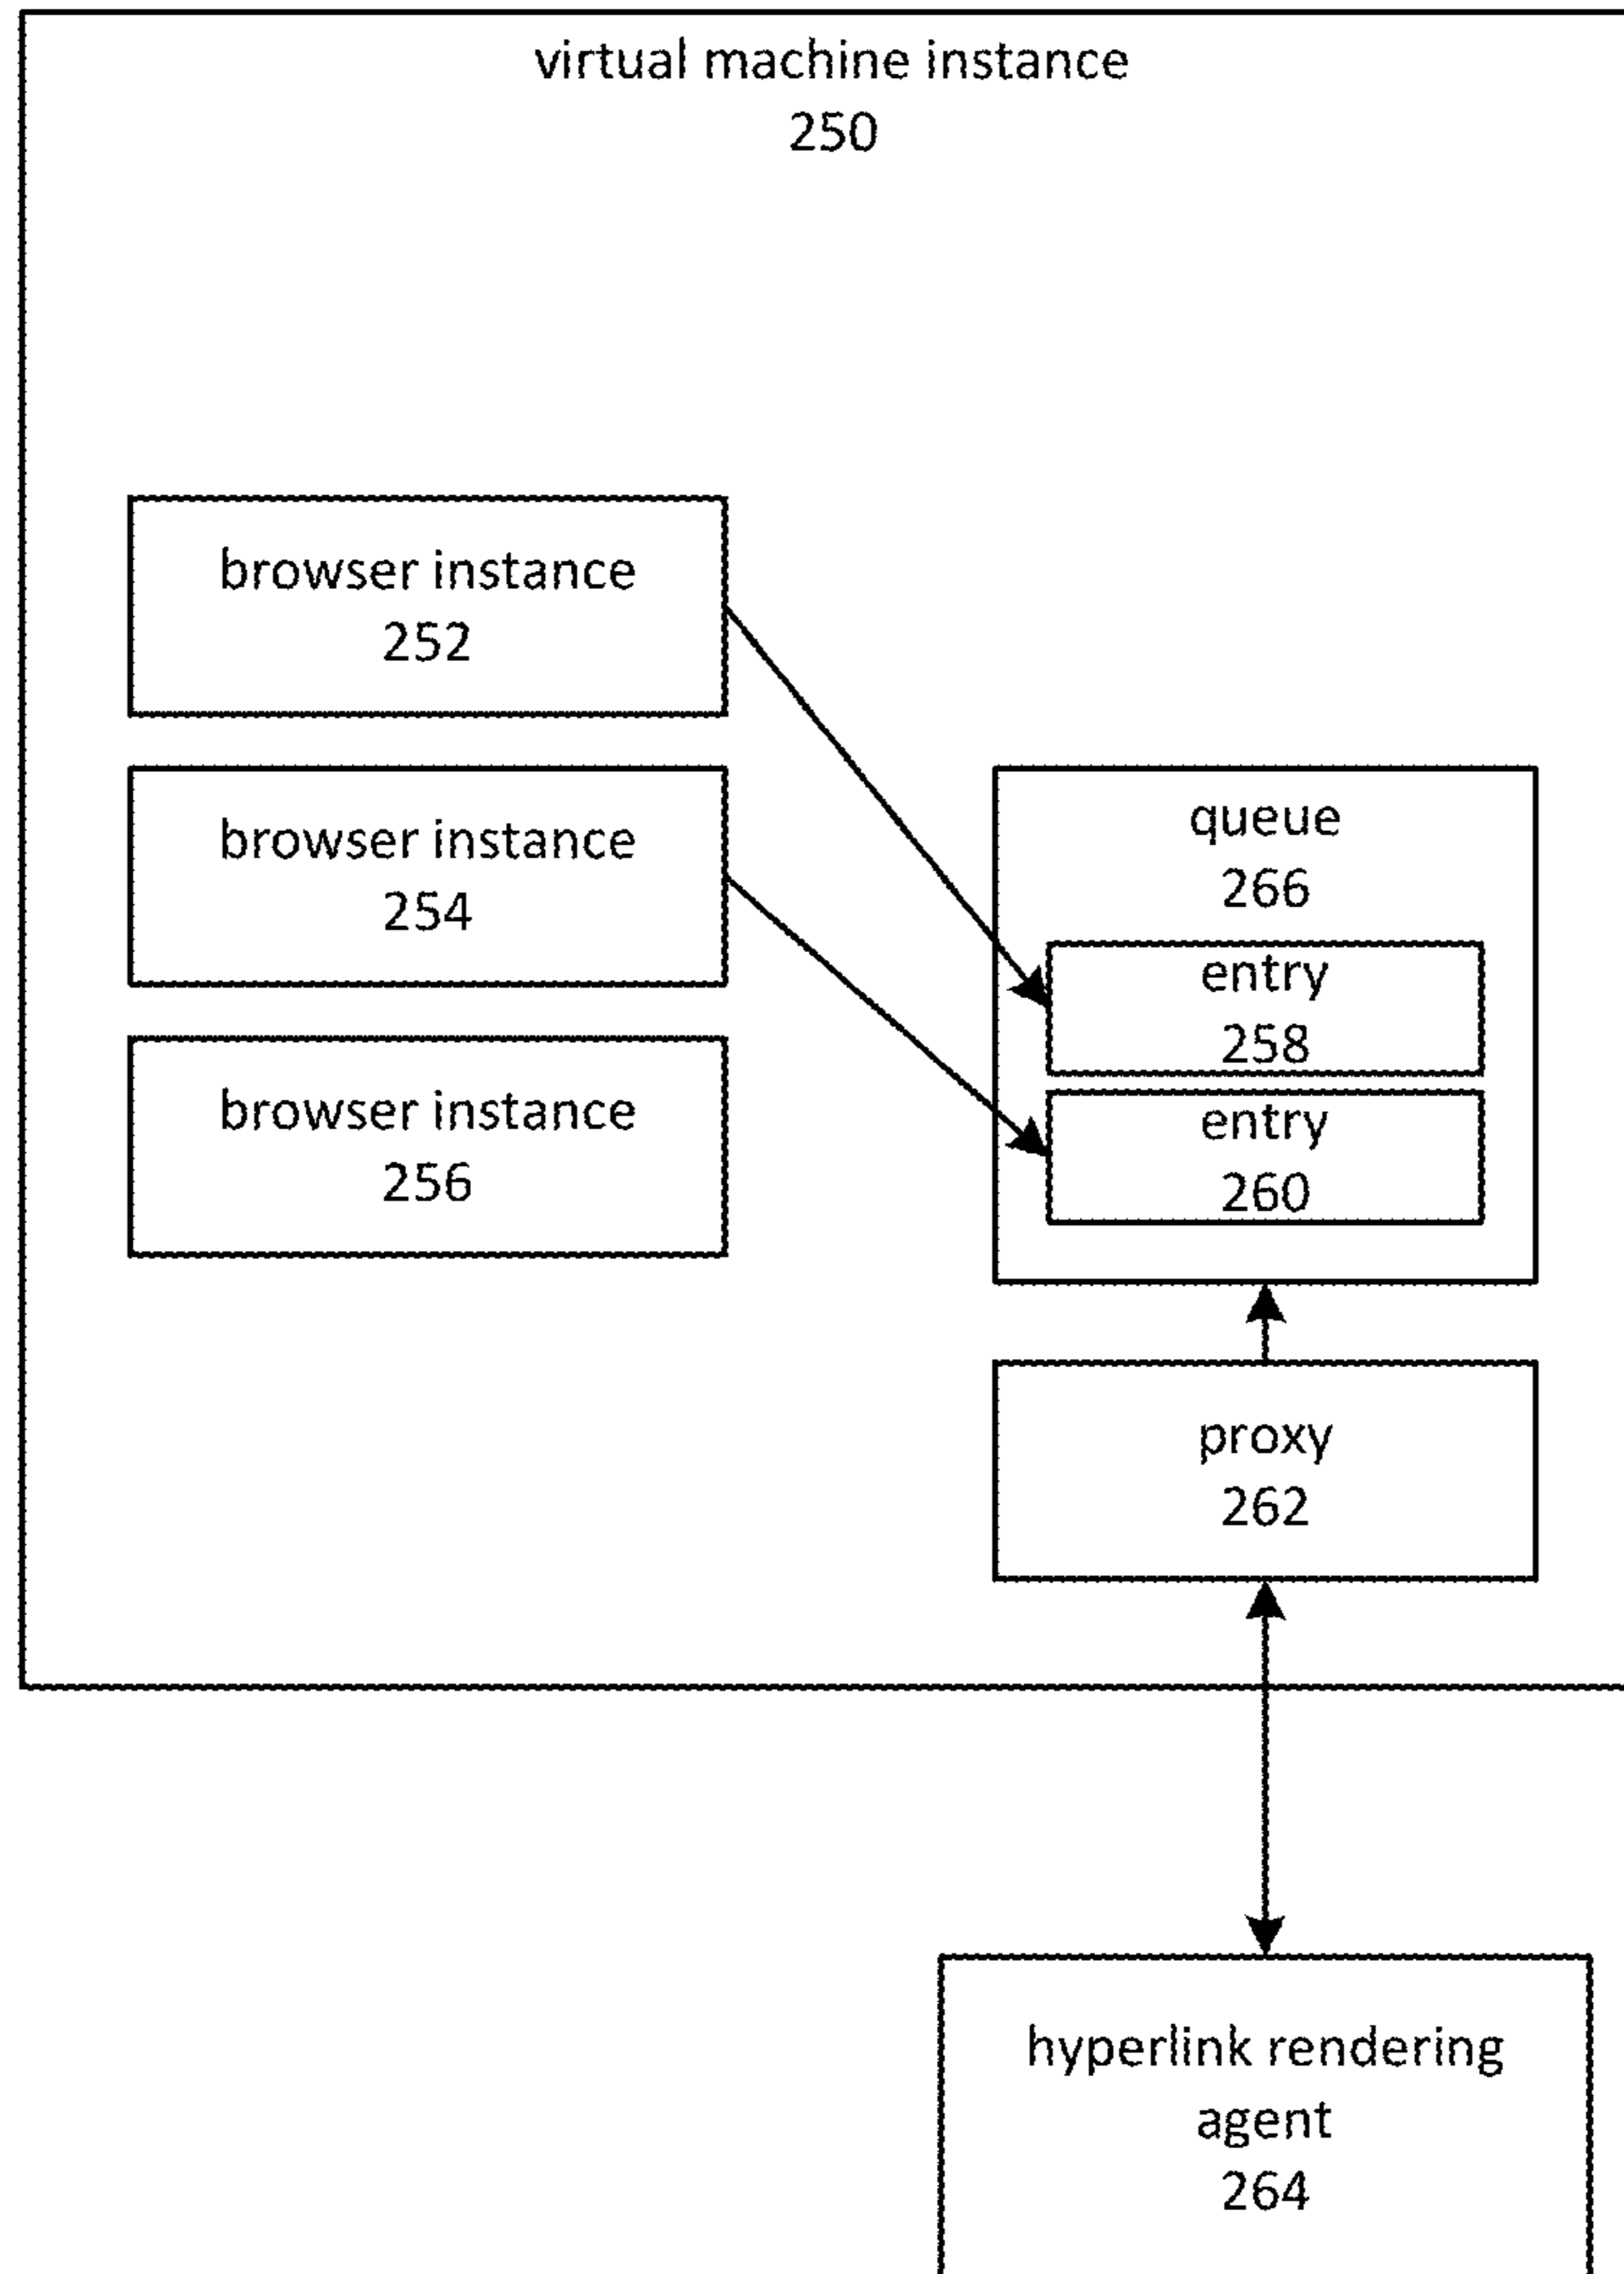 virtual machine instance
250
browser instance
252
browser instance
254
browser instance
256
queue
266
entry
258
entry
260
proxy
262
hyperlink rendering
agent
264